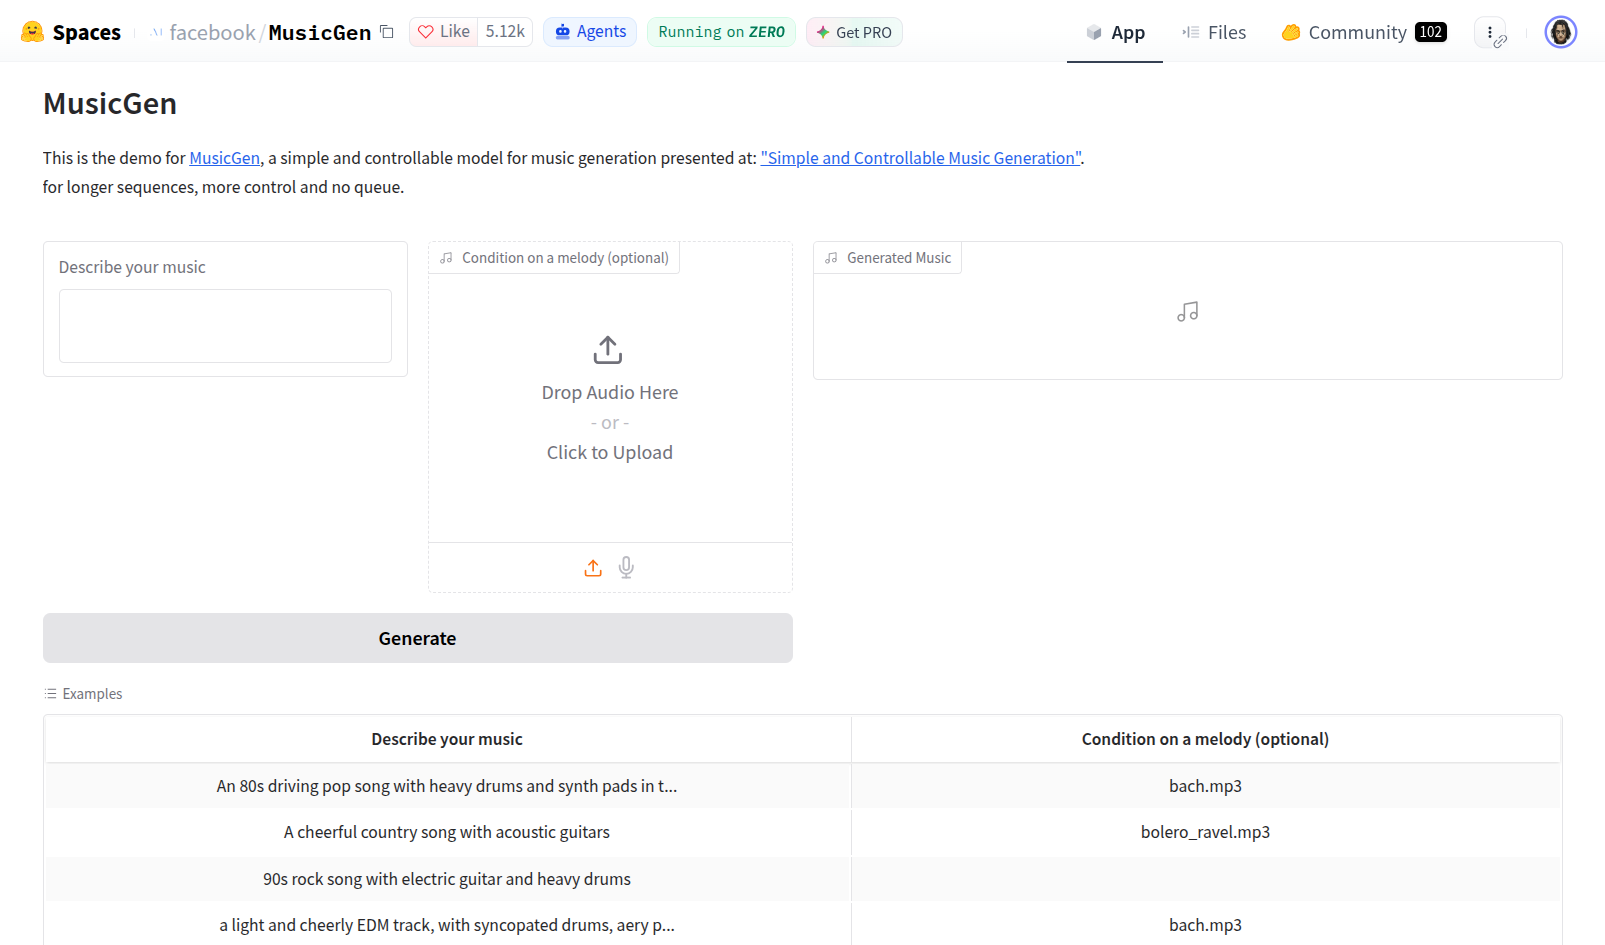 Spaces
facebook/MusicGen
Like 5.12k
Agents
Running on ZERO
Get PRO
App
Files
Community 102
MusicGen
This is the demo for MusicGen, a simple and controllable model for music generation presented at: "Simple and Controllable Music Generation".
for longer sequences, more control and no queue.
Describe your music
Condition on a melody (optional)
Drop Audio Here
- or -
Click to Upload
Generated Music
Generate
Examples
Describe your music Condition on a melody (optional)
An 80s driving pop song with heavy drums and synth pads in t... bach.mp3
A cheerful country song with acoustic guitars bolero_ravel.mp3
90s rock song with electric guitar and heavy drums
a light and cheerly EDM track, with syncopated drums, aery p... bach.mp3